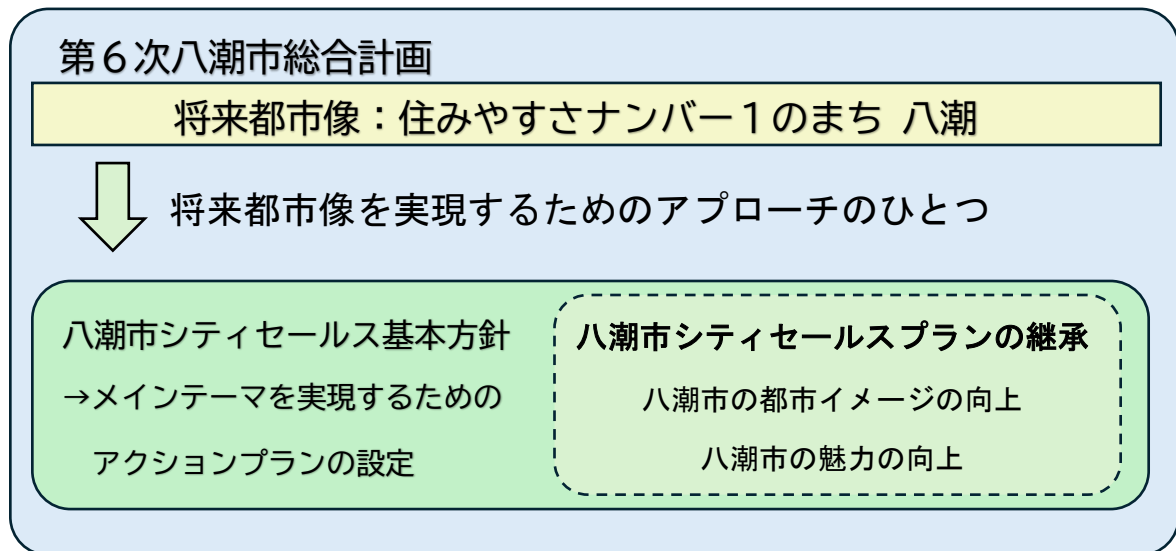 第６次八潮市総合計画
将来都市像：住みやすさナンバー１のまち 八潮
将来都市像を実現するためのアプローチのひとつ
八潮市シティセールス基本方針
→メインテーマを実現するための
アクションプランの設定
八潮市シティセールスプランの継承
八潮市の都市イメージの向上
八潮市の魅力の向上